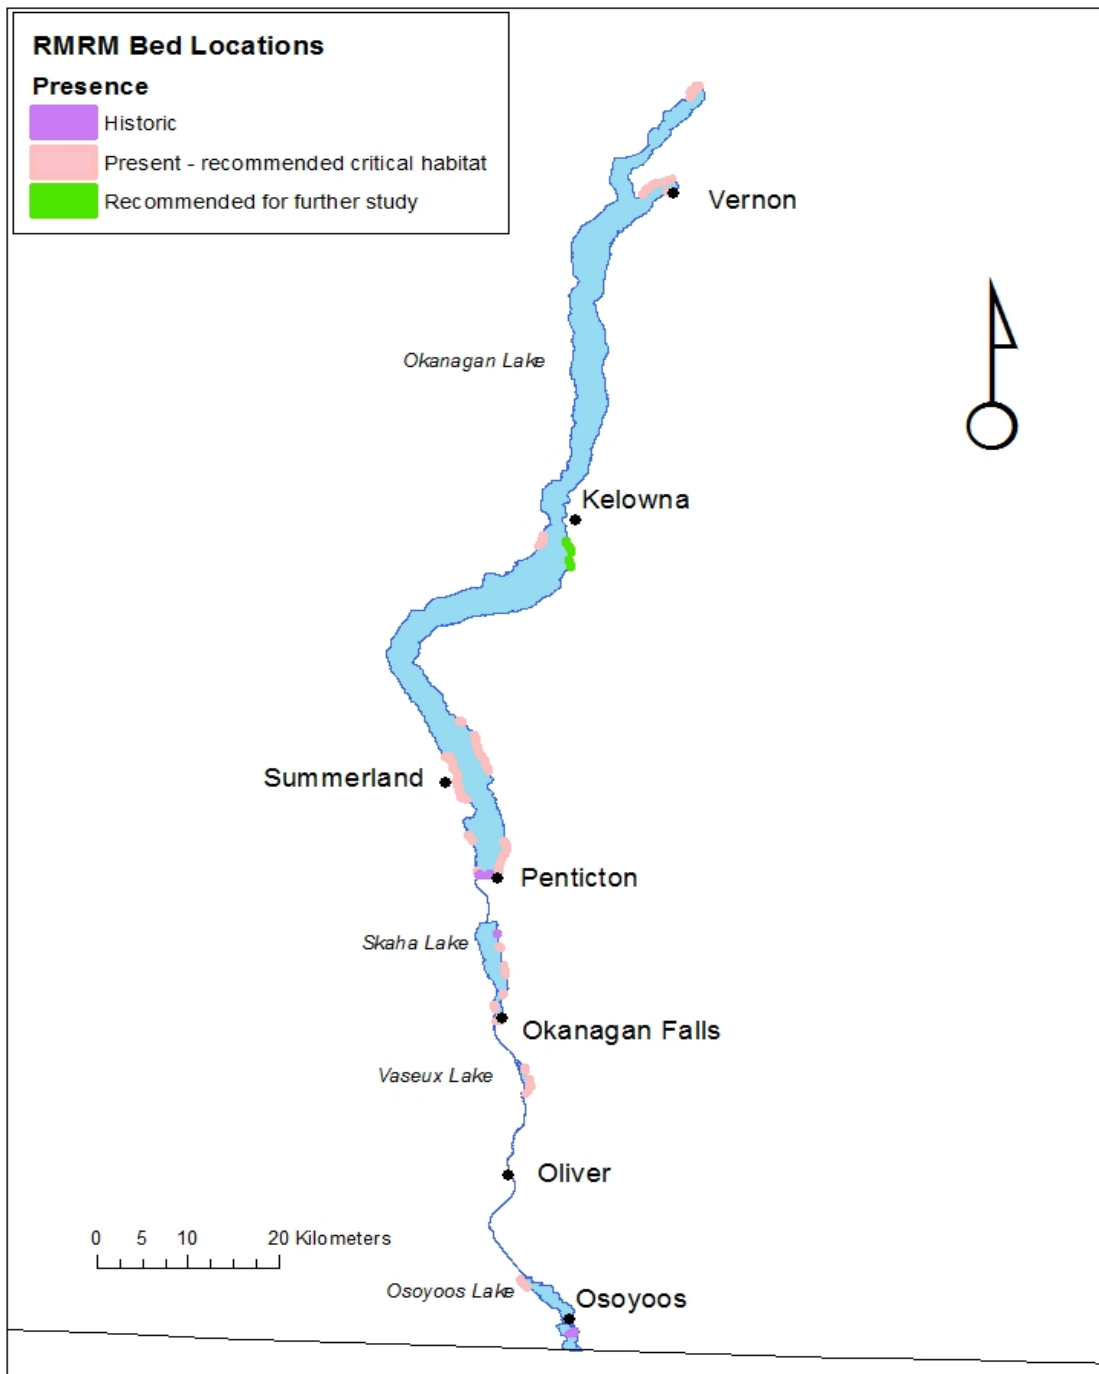 RMRM Bed Locations
Presence
Historic
Present - recommended critical habitat
Recommended for further study
Vernon
Okanagan Lake
Kelowna
Summerland
Penticton
Skaha Lake
Okanagan Falls
Vaseux Lake
Oliver
0 5 10 20 Kilometers
Osoyoos Lake
Osoyoos